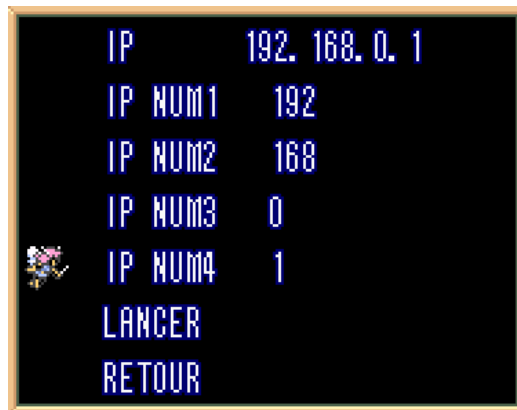 IP 192. 168. 0. 1
IP NUM1 192
IP NUM2 168
IP NUM3 0
IP NUM4 1
LANCER
RETOUR